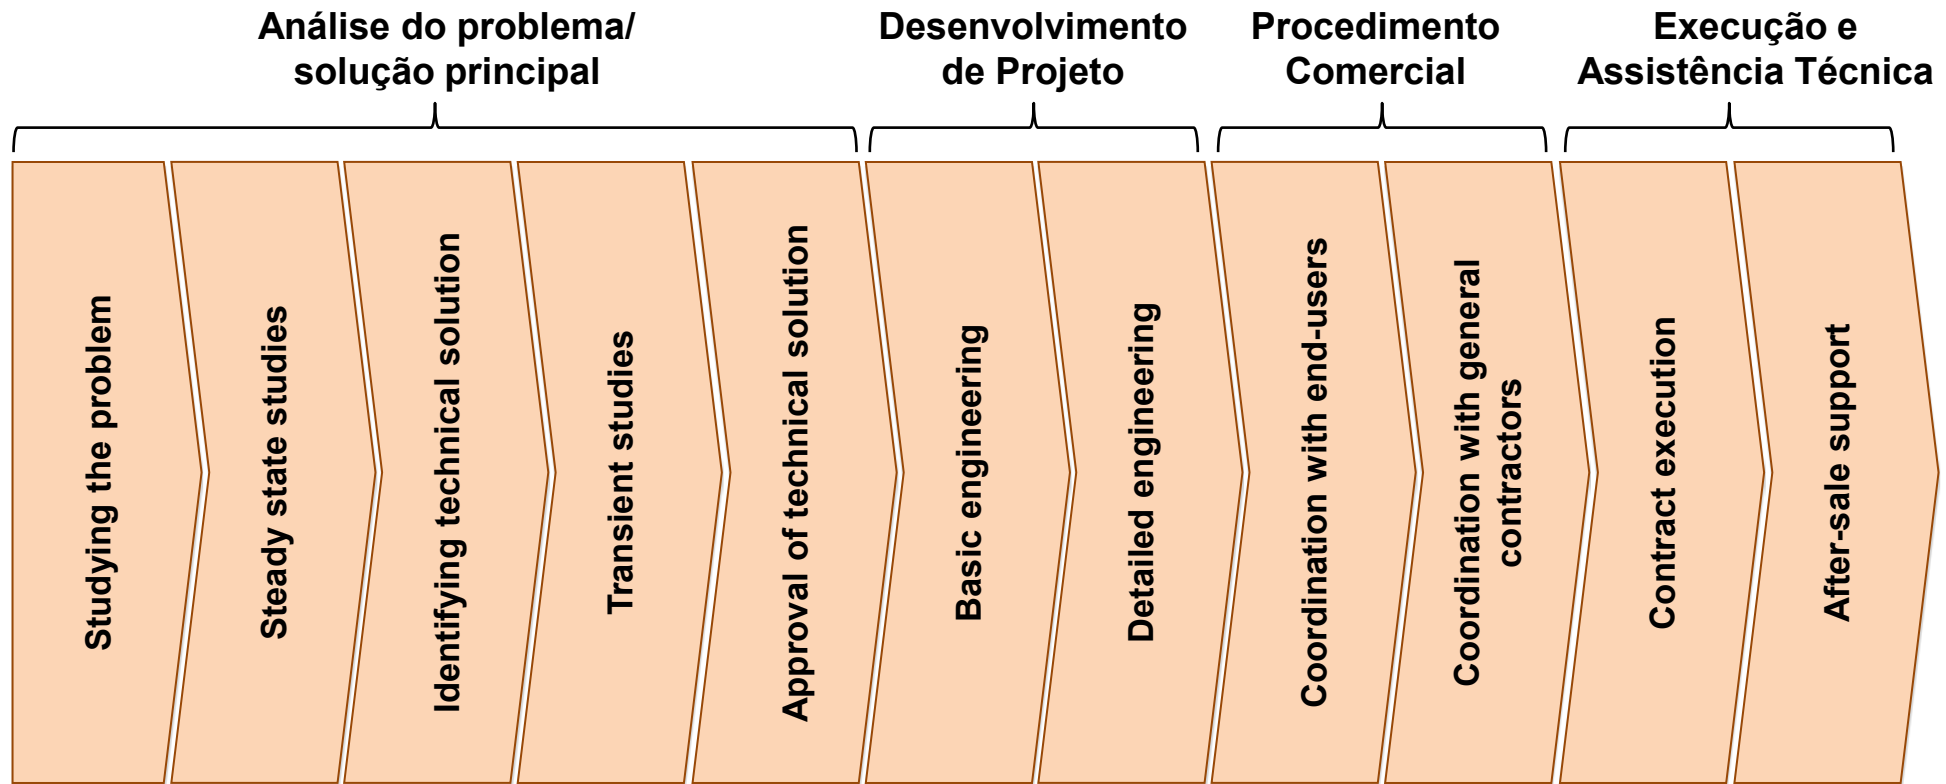 Análise do problema/
solução principal
Desenvolvimento
de Projeto
Procedimento
Comercial
Execução e
Assistência Técnica
Studying the problem
Steady state studies
Identifying technical solution
Transient studies
Approval of technical solution
Basic engineering
Detailed engineering
Coordination with end-users
Coordination with general
contractors
Contract execution
After-sale support